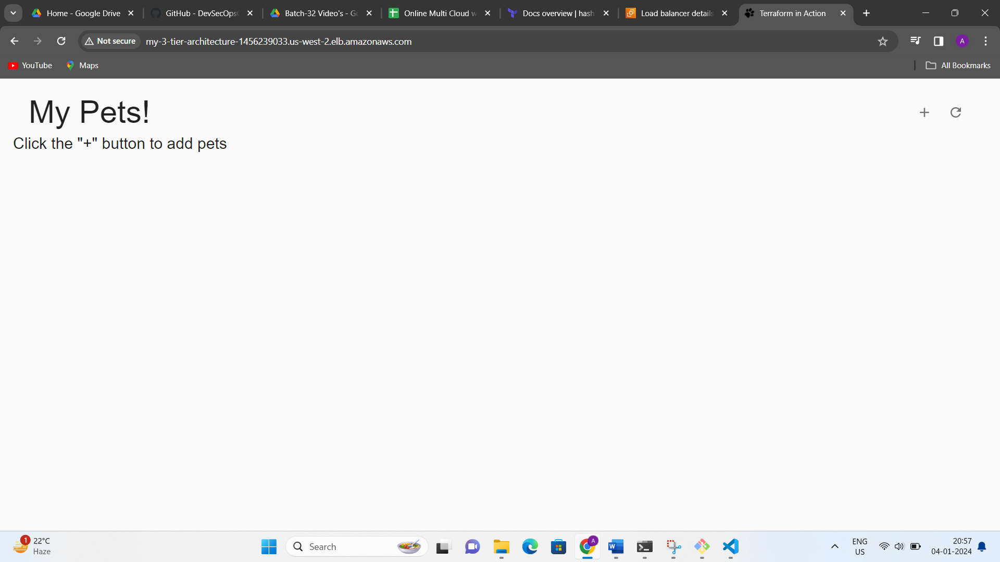 Home - Google Drive
GitHub - DevSecOps
Batch-32 Video's - Go
Online Multi Cloud w
Docs overview | hash
Load balancer details
Terraform in Action
Not secure
my-3-tier-architecture-1456239033.us-west-2.elb.amazonaws.com
A
YouTube
Maps
All Bookmarks
My Pets!
Click the "+" button to add pets
1
22°C
Haze
Search
A
W
ENG
US
20:57
04-01-2024